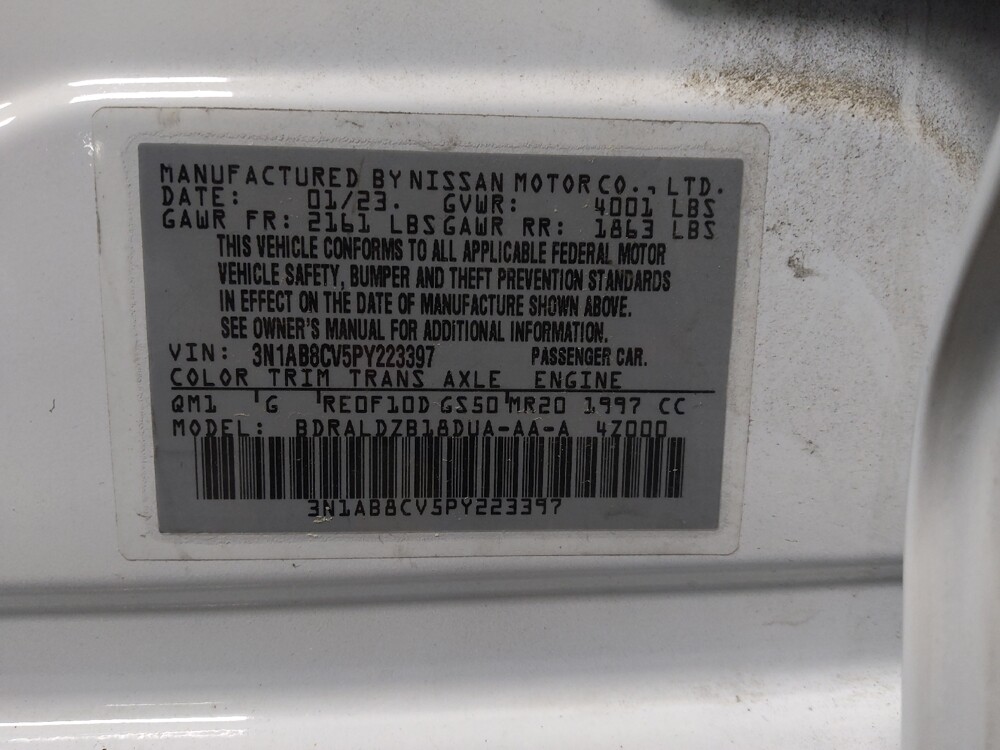 MANUFACTURED BY NISSAN MOTOR CO., LTD.
DATE: 01/23. GVWR: 4001 LBS
GAWR FR: 2161 LBS GAWR RR: 1863 LBS
THIS VEHICLE CONFORMS TO ALL APPLICABLE FEDERAL MOTOR
VEHICLE SAFETY, BUMPER AND THEFT PREVENTION STANDARDS
IN EFFECT ON THE DATE OF MANUFACTURE SHOWN ABOVE.
SEE OWNER'S MANUAL FOR ADDITIONAL INFORMATION.
VIN: 3N1AB8CV5PY223397 PASSENGER CAR.
COLOR TRIM TRANS AXLE ENGINE
QM1 G RE0F10D GS50 MR20 1997 CC
MODEL: BDRALDZB18DUA-AA-A 4Z000
3N1AB8CV5PY223397